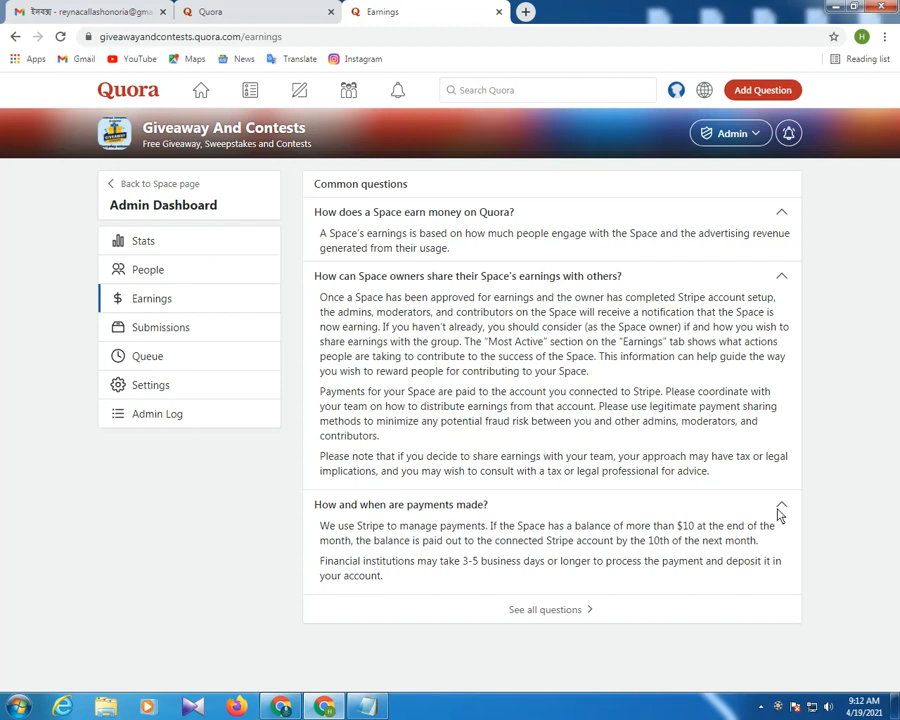 ইনবক্স - reynacallashonoria@gma
Quora
Earnings
giveawayandcontests.quora.com/earnings
H
Apps
Gmail
YouTube
Maps
News
Translate
Instagram
Reading list
Quora
Search Quora
Add Question
Giveaway And Contests
Free Giveaway, Sweepstakes and Contests
Admin
Back to Space page
Admin Dashboard
Stats
People
Earnings
Submissions
Queue
Settings
Admin Log
Common questions
How does a Space earn money on Quora?
A Space's earnings is based on how much people engage with the Space and the advertising revenue
generated from their usage.
How can Space owners share their Space's earnings with others?
Once a Space has been approved for earnings and the owner has completed Stripe account setup,
the admins, moderators, and contributors on the Space will receive a notification that the Space is
now earning. If you haven't already, you should consider (as the Space owner) if and how you wish to
share earnings with the group. The “Most Active” section on the “Earnings” tab shows what actions
people are taking to contribute to the success of the Space. This information can help guide the way
you wish to reward people for contributing to your Space.
Payments for your Space are paid to the account you connected to Stripe. Please coordinate with
your team on how to distribute earnings from that account. Please use legitimate payment sharing
methods to minimize any potential fraud risk between you and other admins, moderators, and
contributors.
Please note that if you decide to share earnings with your team, your approach may have tax or legal
implications, and you may wish to consult with a tax or legal professional for advice.
How and when are payments made?
We use Stripe to manage payments. If the Space has a balance of more than $10 at the end of the
month, the balance is paid out to the connected Stripe account by the 10th of the next month.
Financial institutions may take 3-5 business days or longer to process the payment and deposit it in
your account.
See all questions
9:12 AM
4/19/2021